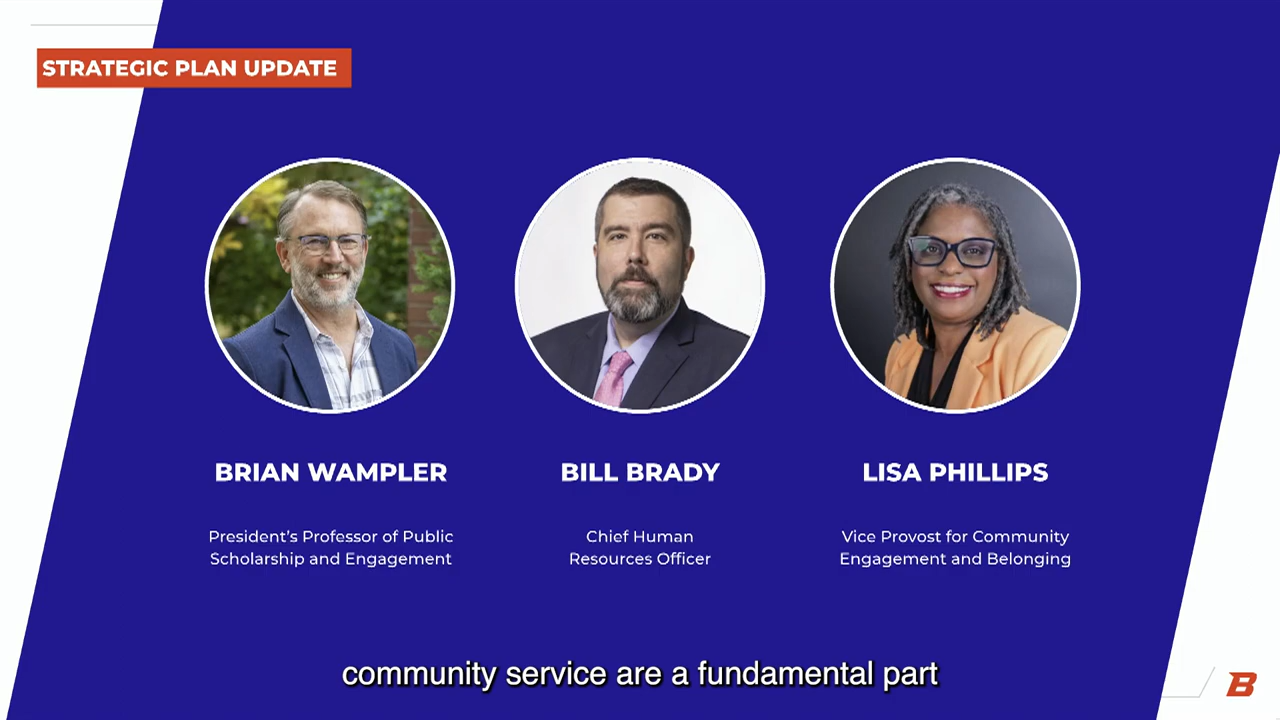 STRATEGIC PLAN UPDATE
BRIAN WAMPLER
President's Professor of Public
Scholarship and Engagement
BILL BRADY
Chief Human
Resources Officer
LISA PHILLIPS
Vice Provost for Community
Engagement and Belonging
community service are a fundamental part
B